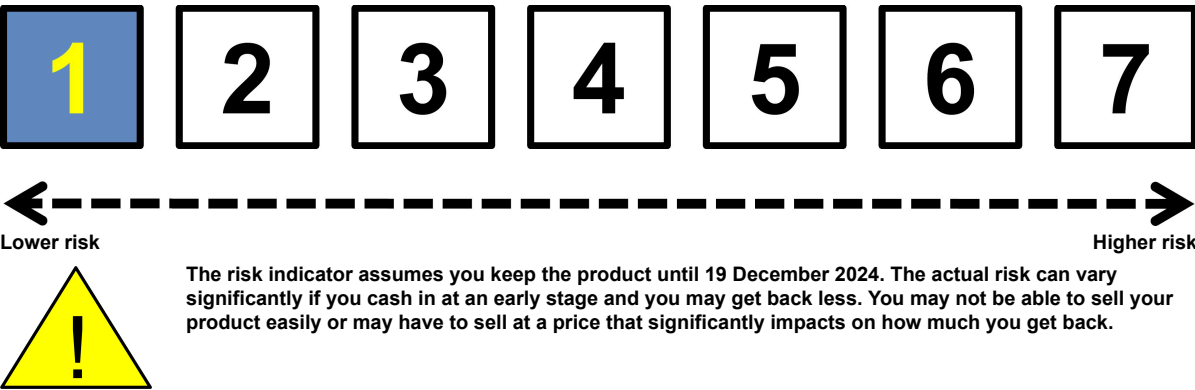 1 2 3 4 5 6 7
Lower risk Higher risk
!
The risk indicator assumes you keep the product until 19 December 2024. The actual risk can vary
significantly if you cash in at an early stage and you may get back less. You may not be able to sell your
product easily or may have to sell at a price that significantly impacts on how much you get back.